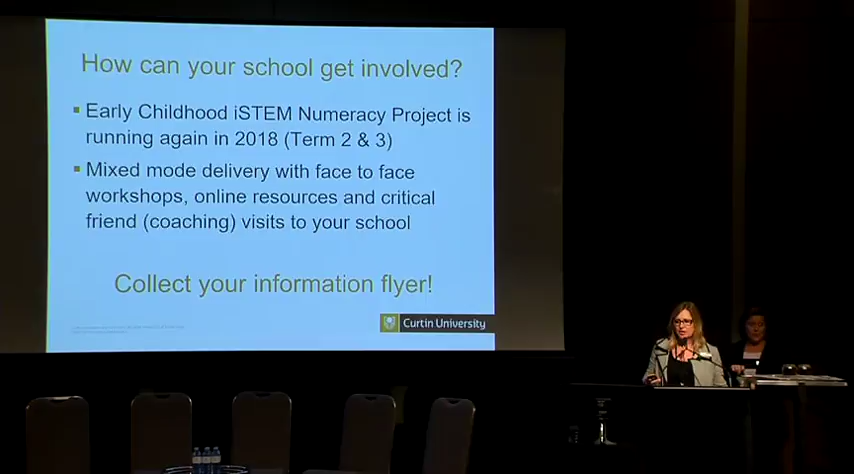 How can your school get involved?
Early Childhood iSTEM Numeracy Project is
running again in 2018 (Term 2 & 3)
Mixed mode delivery with face to face
workshops, online resources and critical
friend (coaching) visits to your school
Collect your information flyer!
Curtin University